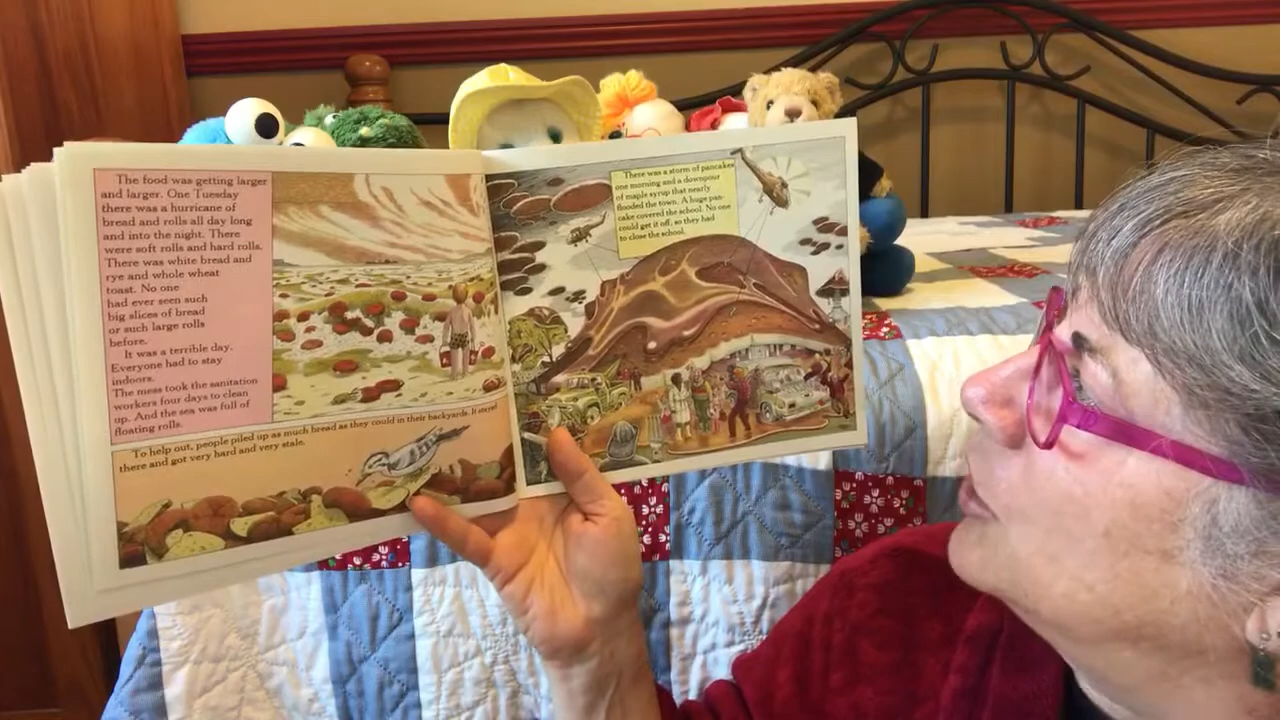 The food was getting larger
and larger. One Tuesday
there was a hurricane of
bread and rolls all day long
and into the night. There
were soft rolls and hard rolls.
There was white bread and
rye and whole wheat
toast. No one
had ever seen such
big slices of bread
or such large rolls
before.
It was a terrible day.
Everyone had to stay
indoors.
The mess took the sanitation
workers four days to clean
up. And the sea was full of
floating rolls.
To help out, people piled up as much bread as they could in their backyards. It stayed
there and got very hard and very stale.
There was a storm of pancakes
one morning and a downpour
of maple syrup that nearly
flooded the town. A huge pan-
cake covered the school. No one
could get it off, so they had
to close the school.